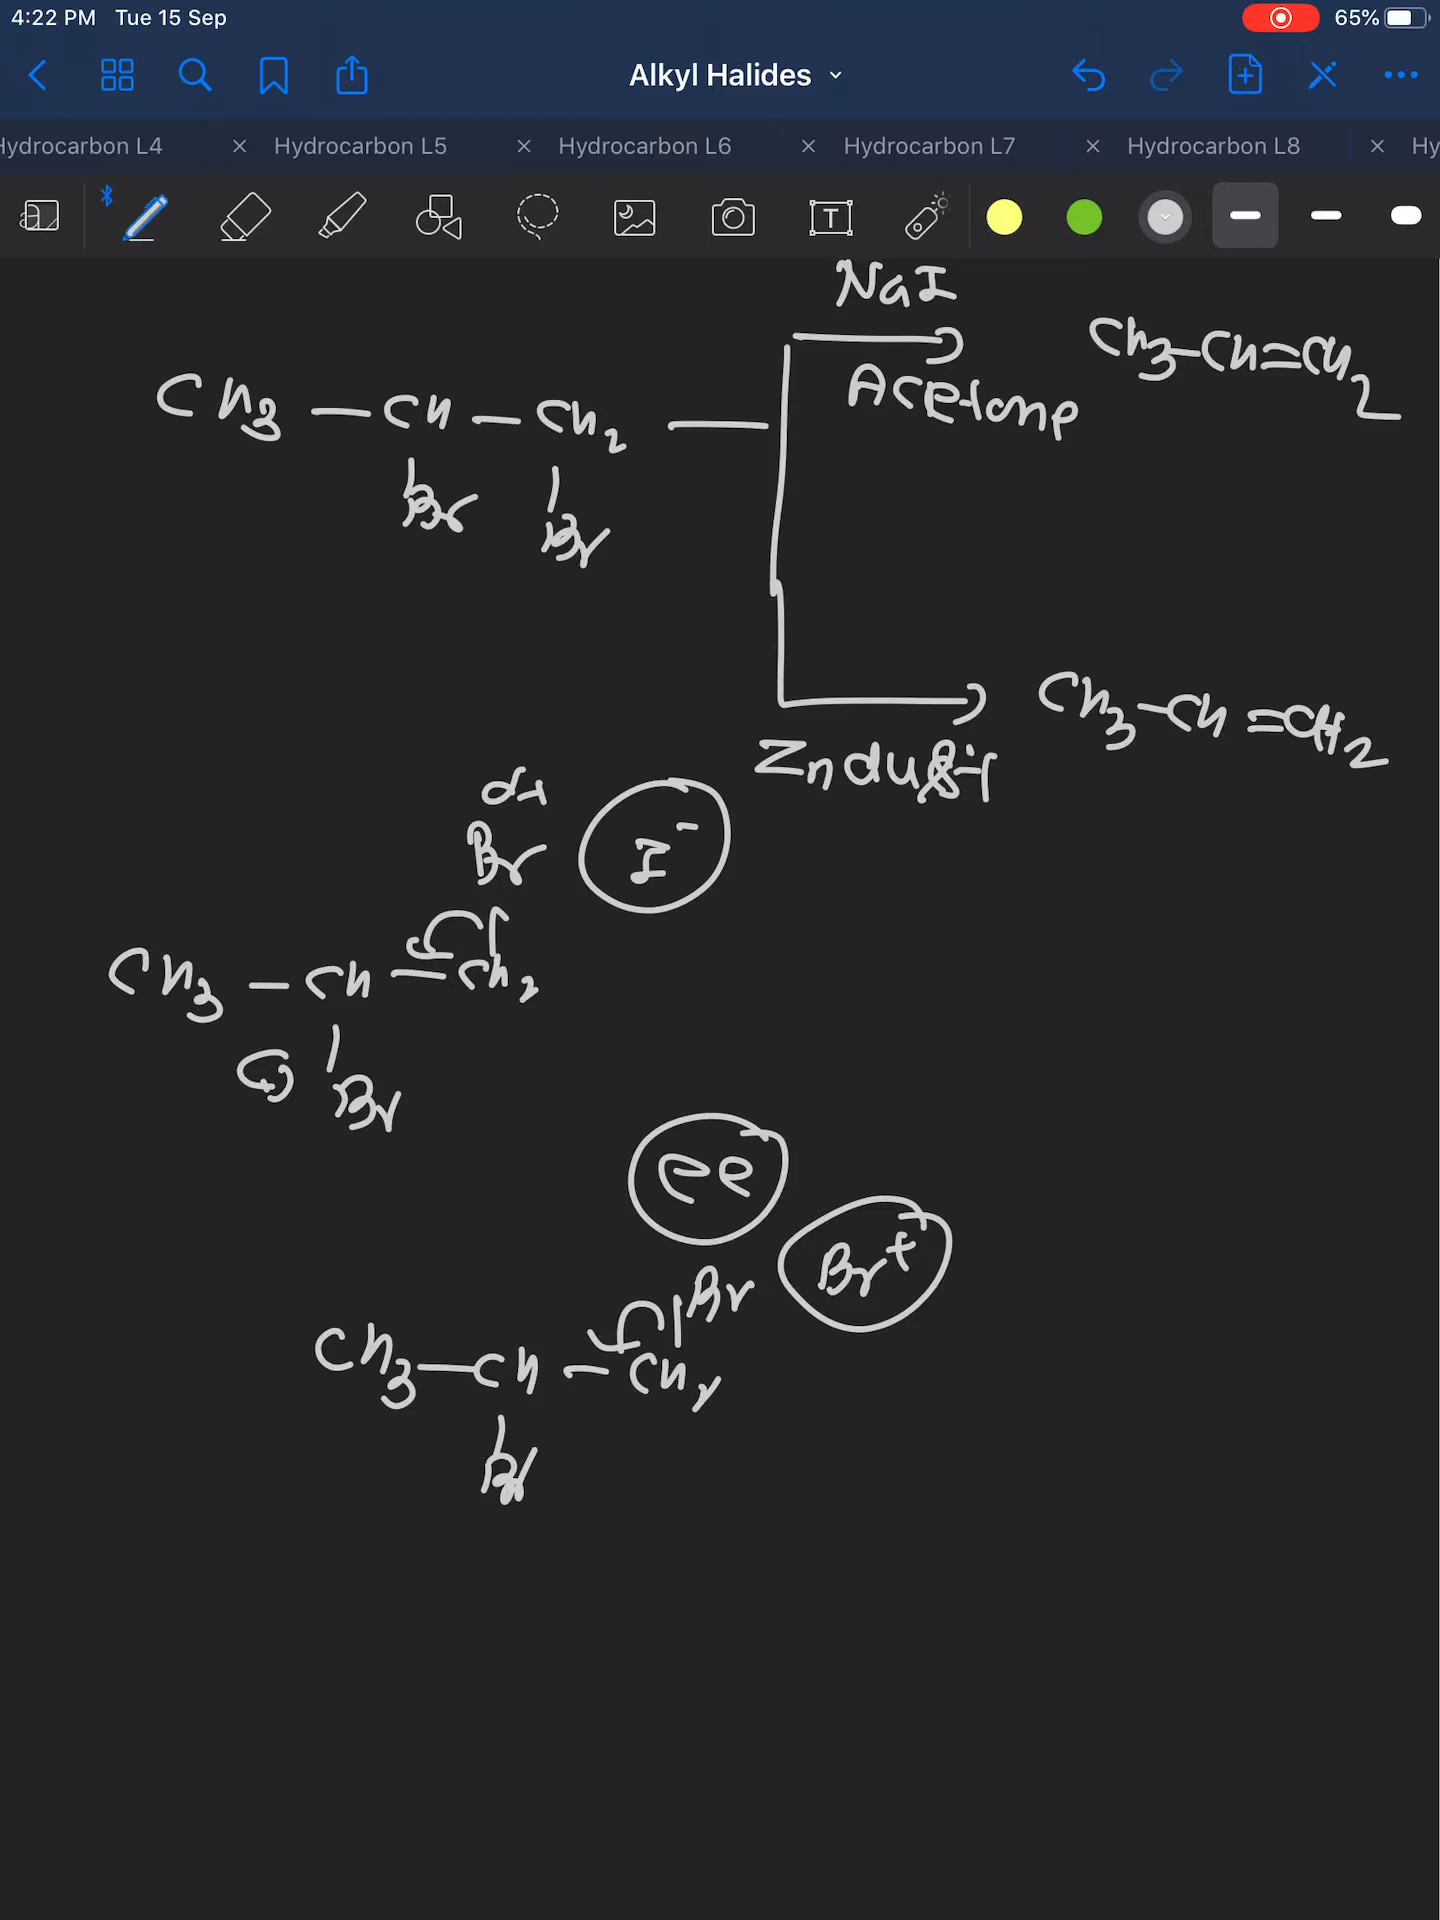 4:22 PM Tue 15 Sep 65%
Alkyl Halides
Hydrocarbon L4 Hydrocarbon L5 Hydrocarbon L6 Hydrocarbon L7 Hydrocarbon L8 Hy
T
NaI
CH3-CH=CH2
Acetone
CH3 - CH - CH2
Br Br
CH3-CH=CH2
Zn dust
δ+
Br I-
CH3 - CH - CH2
Br
ee
Br+
Br
CH3-CH-CH2
Br